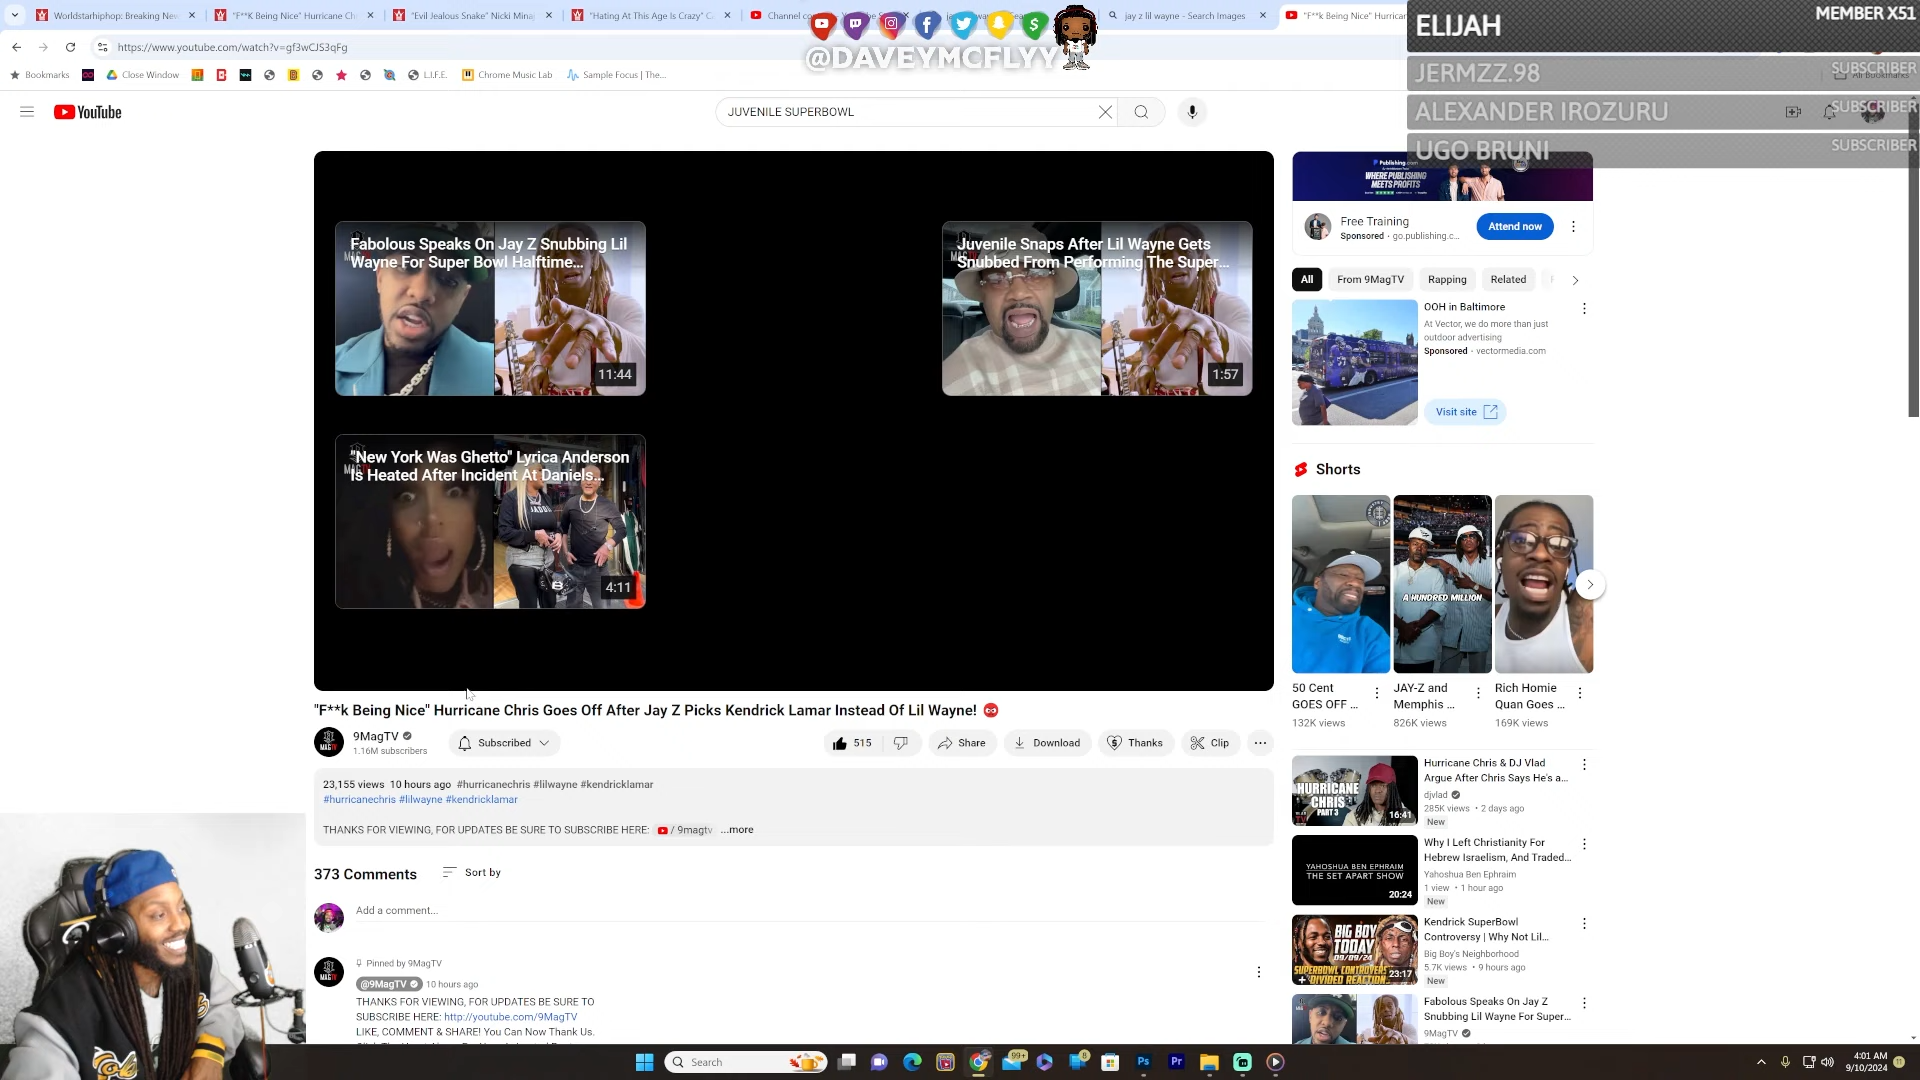 Worldstarhiphop: Breaking New
"F**K Being Nice" Hurricane Ch
"Evil Jealous Snake" Nicki Mina
"Hating At This Age Is Crazy" C
Channel co
jay z lil wayne - Search Images
"F**k Being Nice" Hurrican
@DAVEYMCFLYY
ELIJAH
MEMBER X51
JERMZZ.98
SUBSCRIBER
ALEXANDER IROZURU
SUBSCRIBER
UGO BRUNI
SUBSCRIBER
https://www.youtube.com/watch?v=gf3wCJS3qFg
Bookmarks
Close Window
L.I.F.E.
Chrome Music Lab
Sample Focus | The...
All Bookmarks
YouTube
JUVENILE SUPERBOWL
Fabolous Speaks On Jay Z Snubbing Lil
Wayne For Super Bowl Halftime...
11:44
Juvenile Snaps After Lil Wayne Gets
Snubbed From Performing The Super...
1:57
"New York Was Ghetto" Lyrica Anderson
Is Heated After Incident At Daniels...
4:11
"F**k Being Nice" Hurricane Chris Goes Off After Jay Z Picks Kendrick Lamar Instead Of Lil Wayne!
9MagTV
1.16M subscribers
Subscribed
515
Share
Download
Thanks
Clip
23,155 views 10 hours ago #hurricanechris #lilwayne #kendricklamar
#hurricanechris #lilwayne #kendricklamar
THANKS FOR VIEWING, FOR UPDATES BE SURE TO SUBSCRIBE HERE: / 9magtv ...more
373 Comments
Sort by
Add a comment...
Pinned by 9MagTV
@9MagTV 10 hours ago
THANKS FOR VIEWING, FOR UPDATES BE SURE TO
SUBSCRIBE HERE: http://youtube.com/9MagTV
LIKE, COMMENT & SHARE! You Can Now Thank Us.
Publishing.com
WHERE PUBLISHING
MEETS PROFITS
Free Training
Sponsored · go.publishing.c...
Attend now
All
From 9MagTV
Rapping
Related
OOH in Baltimore
At Vector, we do more than just
outdoor advertising
Sponsored · vectormedia.com
Visit site
Shorts
A HUNDRED MILLION
50 Cent
GOES OFF ...
132K views
JAY-Z and
Memphis ...
826K views
Rich Homie
Quan Goes ...
169K views
HURRICANE
CHRIS
PART 3
16:41
Hurricane Chris & DJ Vlad
Argue After Chris Says He's a...
djvlad
285K views • 2 days ago
New
YAHOSHUA BEN EPHRAIM
THE SET APART SHOW
20:24
Why I Left Christianity For
Hebrew Israelism, And Traded...
Yahoshua Ben Ephraim
1 view • 1 hour ago
New
BIG BOY
TODAY
09/09/24
SUPERBOWL CONTROVERSY
DIVIDED REACTION
23:17
Kendrick SuperBowl
Controversy | Why Not Lil...
Big Boy's Neighborhood
5.7K views • 9 hours ago
New
Fabolous Speaks On Jay Z
Snubbing Lil Wayne For Super...
9MagTV
Search
99+
8
4:01 AM
9/10/2024